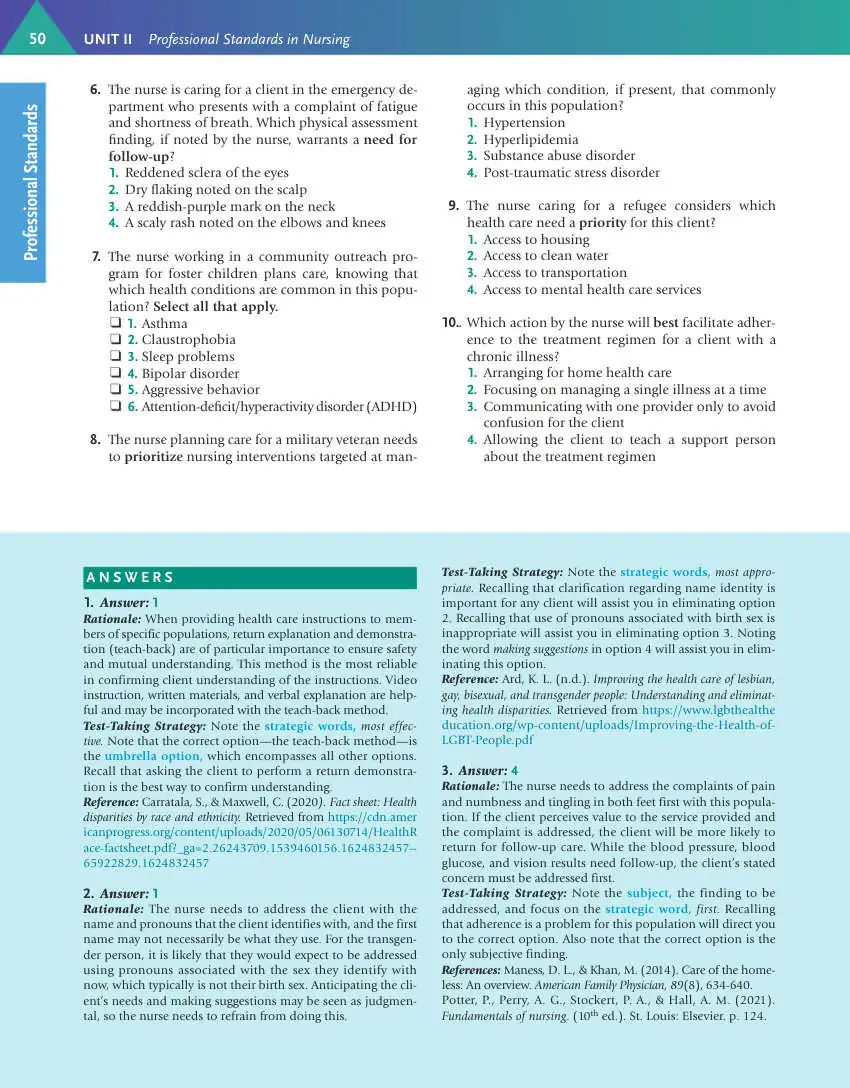 50
UNIT II Professional Standards in Nursing
Professional Standards
6. The nurse is caring for a client in the emergency de-
partment who presents with a complaint of fatigue
and shortness of breath. Which physical assessment
finding, if noted by the nurse, warrants a need for
follow-up?
1. Reddened sclera of the eyes
2. Dry flaking noted on the scalp
3. A reddish-purple mark on the neck
4. A scaly rash noted on the elbows and knees
7. The nurse working in a community outreach pro-
gram for foster children plans care, knowing that
which health conditions are common in this popu-
lation? Select all that apply.
❑ 1. Asthma
❑ 2. Claustrophobia
❑ 3. Sleep problems
❑ 4. Bipolar disorder
❑ 5. Aggressive behavior
❑ 6. Attention-deficit/hyperactivity disorder (ADHD)
8. The nurse planning care for a military veteran needs
to prioritize nursing interventions targeted at man-
aging which condition, if present, that commonly
occurs in this population?
1. Hypertension
2. Hyperlipidemia
3. Substance abuse disorder
4. Post-traumatic stress disorder
9. The nurse caring for a refugee considers which
health care need a priority for this client?
1. Access to housing
2. Access to clean water
3. Access to transportation
4. Access to mental health care services
10.. Which action by the nurse will best facilitate adher-
ence to the treatment regimen for a client with a
chronic illness?
1. Arranging for home health care
2. Focusing on managing a single illness at a time
3. Communicating with one provider only to avoid
confusion for the client
4. Allowing the client to teach a support person
about the treatment regimen
ANSWERS
1. Answer: 1
Rationale: When providing health care instructions to mem-
bers of specific populations, return explanation and demonstra-
tion (teach-back) are of particular importance to ensure safety
and mutual understanding. This method is the most reliable
in confirming client understanding of the instructions. Video
instruction, written materials, and verbal explanation are help-
ful and may be incorporated with the teach-back method.
Test-Taking Strategy: Note the strategic words, most effec-
tive. Note that the correct option—the teach-back method—is
the umbrella option, which encompasses all other options.
Recall that asking the client to perform a return demonstra-
tion is the best way to confirm understanding.
Reference: Carratala, S., & Maxwell, C. (2020). Fact sheet: Health
disparities by race and ethnicity. Retrieved from https://cdn.amer
icanprogress.org/content/uploads/2020/05/06130714/HealthR
ace-factsheet.pdf?_ga=2.26243709.1539460156.1624832457–
65922829.1624832457
2. Answer: 1
Rationale: The nurse needs to address the client with the
name and pronouns that the client identifies with, and the first
name may not necessarily be what they use. For the transgen-
der person, it is likely that they would expect to be addressed
using pronouns associated with the sex they identify with
now, which typically is not their birth sex. Anticipating the cli-
ent's needs and making suggestions may be seen as judgmen-
tal, so the nurse needs to refrain from doing this.
Test-Taking Strategy: Note the strategic words, most appro-
priate. Recalling that clarification regarding name identity is
important for any client will assist you in eliminating option
2. Recalling that use of pronouns associated with birth sex is
inappropriate will assist you in eliminating option 3. Noting
the word making suggestions in option 4 will assist you in elim-
inating this option.
Reference: Ard, K. L. (n.d.). Improving the health care of lesbian,
gay, bisexual, and transgender people: Understanding and eliminat-
ing health disparities. Retrieved from https://www.lgbthealthe
ducation.org/wp-content/uploads/Improving-the-Health-of-
LGBT-People.pdf
3. Answer: 4
Rationale: The nurse needs to address the complaints of pain
and numbness and tingling in both feet first with this popula-
tion. If the client perceives value to the service provided and
the complaint is addressed, the client will be more likely to
return for follow-up care. While the blood pressure, blood
glucose, and vision results need follow-up, the client's stated
concern must be addressed first.
Test-Taking Strategy: Note the subject, the finding to be
addressed, and focus on the strategic word, first. Recalling
that adherence is a problem for this population will direct you
to the correct option. Also note that the correct option is the
only subjective finding.
References: Maness, D. L., & Khan, M. (2014). Care of the home-
less: An overview. American Family Physician, 89(8), 634-640.
Potter, P., Perry, A. G., Stockert, P. A., & Hall, A. M. (2021).
Fundamentals of nursing. (10th ed.). St. Louis: Elsevier. p. 124.